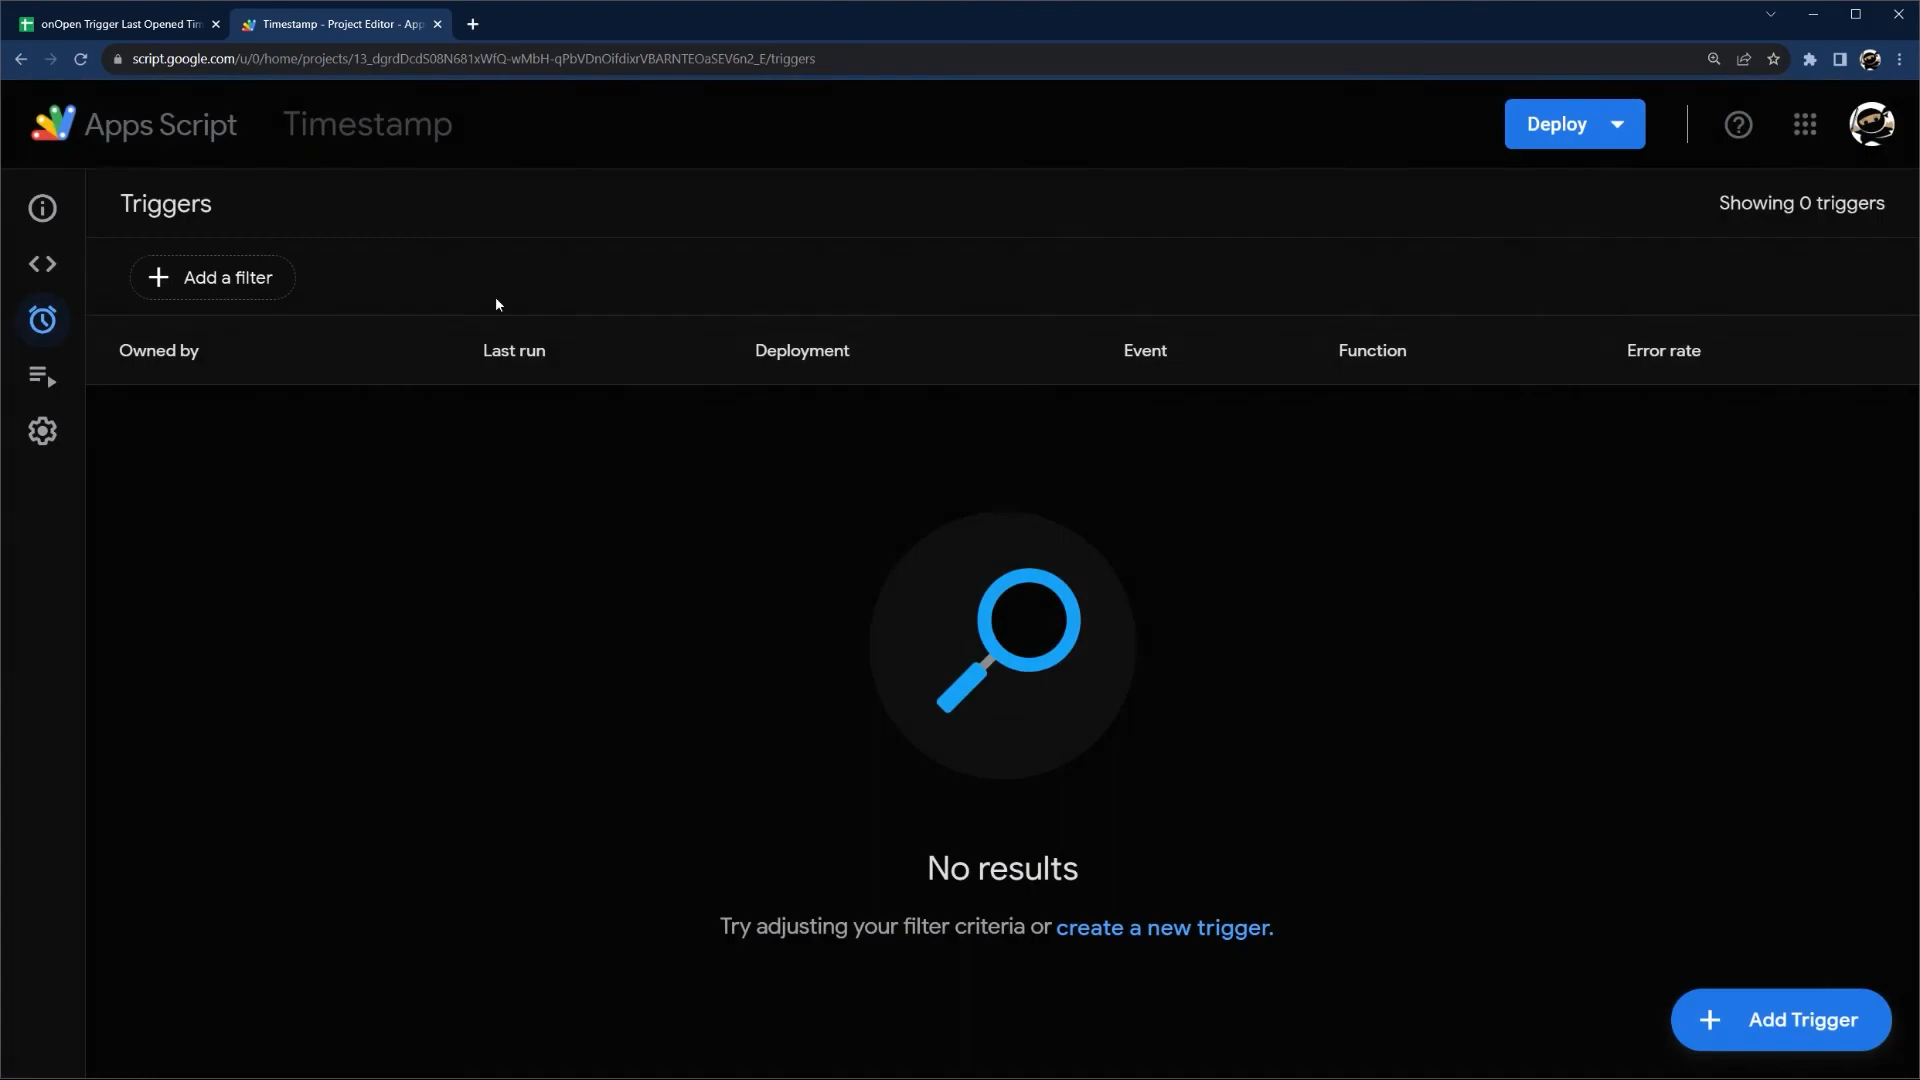 onOpen Trigger Last Opened Tim
Timestamp - Project Editor - App
script.google.com/u/0/home/projects/13_dgrdDcdS08N681xWfQ-wMbH-qPbVDnOifdixrVBARNTEOaSEV6n2_E/triggers
Apps Script
Timestamp
Deploy
Triggers
Showing 0 triggers
Add a filter
Owned by
Last run
Deployment
Event
Function
Error rate
No results
Try adjusting your filter criteria or create a new trigger.
Add Trigger